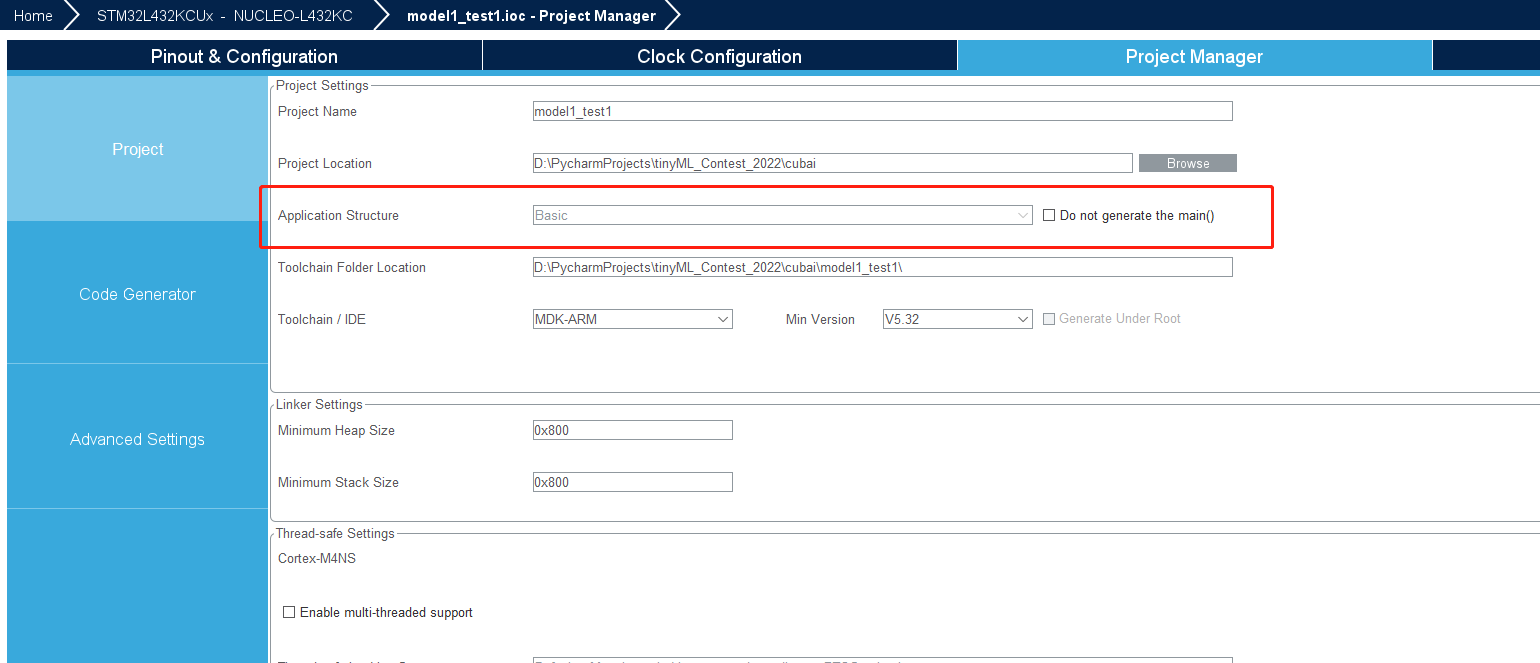 Home STM32L432KCUx - NUCLEO-L432KC model1_test1.ioc - Project Manager
Pinout & Configuration Clock Configuration Project Manager
Project
Code Generator
Advanced Settings
Project Settings
Project Name model1_test1
Project Location D:\PycharmProjects\tinyML_Contest_2022\cubai Browse
Application Structure Basic Do not generate the main()
Toolchain Folder Location D:\PycharmProjects\tinyML_Contest_2022\cubai\model1_test1\
Toolchain / IDE MDK-ARM Min Version V5.32 Generate Under Root
Linker Settings
Minimum Heap Size 0x800
Minimum Stack Size 0x800
Thread-safe Settings
Cortex-M4NS
Enable multi-threaded support